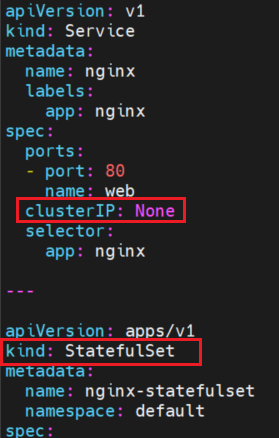 apiVersion: v1
kind: Service
metadata:
  name: nginx
  labels:
    app: nginx
spec:
  ports:
  - port: 80
    name: web
  clusterIP: None
  selector:
    app: nginx
---
apiVersion: apps/v1
kind: StatefulSet
metadata:
  name: nginx-statefulset
  namespace: default
spec: